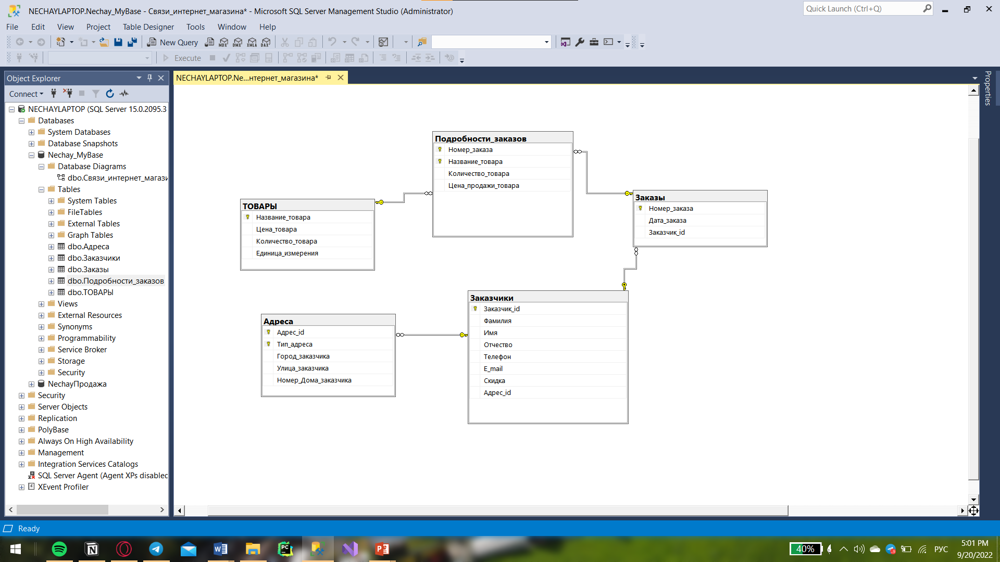 NECHAYLAPTOP.Nechay_MyBase - Связи_интернет_магазина* - Microsoft SQL Server Management Studio (Administrator)
Quick Launch (Ctrl+Q)
File Edit View Project Table Designer Tools Window Help
New Query
MDX DMX XMLA DAX
Execute
Object Explorer
NECHAYLAPTOP.Ne...нтернет_магазина*
Properties
Connect
NECHAYLAPTOP (SQL Server 15.0.2095.3
Databases
System Databases
Database Snapshots
Nechay_MyBase
Database Diagrams
dbo.Связи_интернет_магази
Tables
System Tables
FileTables
External Tables
Graph Tables
dbo.Адреса
dbo.Заказчики
dbo.Заказы
dbo.Подробности_заказов
dbo.ТОВАРЫ
Views
External Resources
Synonyms
Programmability
Service Broker
Storage
Security
NechayПродажа
Security
Server Objects
Replication
PolyBase
Always On High Availability
Management
Integration Services Catalogs
SQL Server Agent (Agent XPs disablec
XEvent Profiler
Подробности_заказов
Номер_заказа
Название_товара
Количество_товара
Цена_продажи_товара
ТОВАРЫ
Название_товара
Цена_товара
Количество_товара
Единица_измерения
Заказы
Номер_заказа
Дата_заказа
Заказчик_id
Заказчики
Заказчик_id
Фамилия
Имя
Отчество
Телефон
E_mail
Скидка
Адрес_id
Адреса
Адрес_id
Тип_адреса
Город_заказчика
Улица_заказчика
Номер_Дома_заказчика
Ready
40%
РУС
5:01 PM
9/20/2022